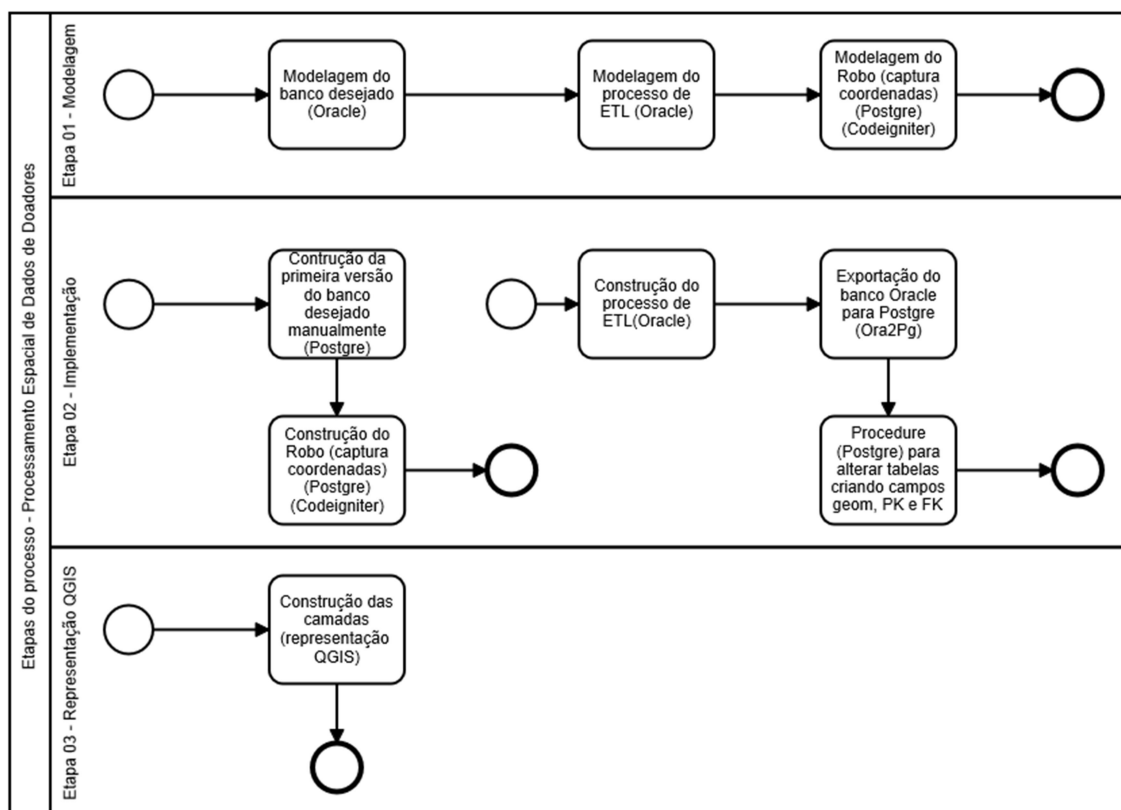 Etapas do processo - Processamento Espacial de Dados de Doadores
Etapa 01 - Modelagem
Modelagem do
banco desejado
(Oracle)
Modelagem do
processo de
ETL (Oracle)
Modelagem do
Robo (captura
coordenadas)
(Postgre)
(Codeigniter)
Etapa 02 - Implementação
Contrução da
primeira versão
do banco
desejado
manualmente
(Postgre)
Construção do
Robo (captura
coordenadas)
(Postgre)
(Codeigniter)
Construção do
processo de
ETL(Oracle)
Exportação do
banco Oracle
para Postgre
(Ora2Pg)
Procedure
(Postgre) para
alterar tabelas
criando campos
geom, PK e FK
Etapa 03 - Representação QGIS
Construção das
camadas
(representação
QGIS)